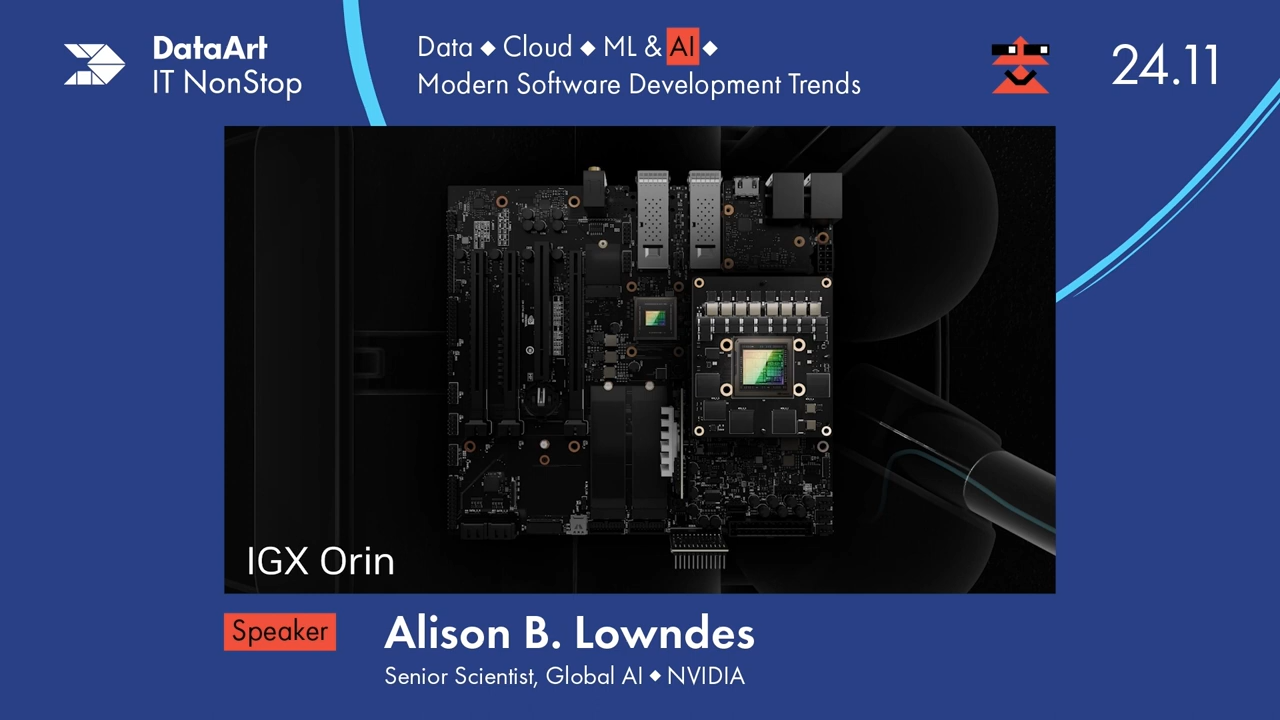 DataArt
IT NonStop
Data ◆ Cloud ◆ ML & AI ◆
Modern Software Development Trends
24.11
IGX Orin
Speaker
Alison B. Lowndes
Senior Scientist, Global AI ◆ NVIDIA